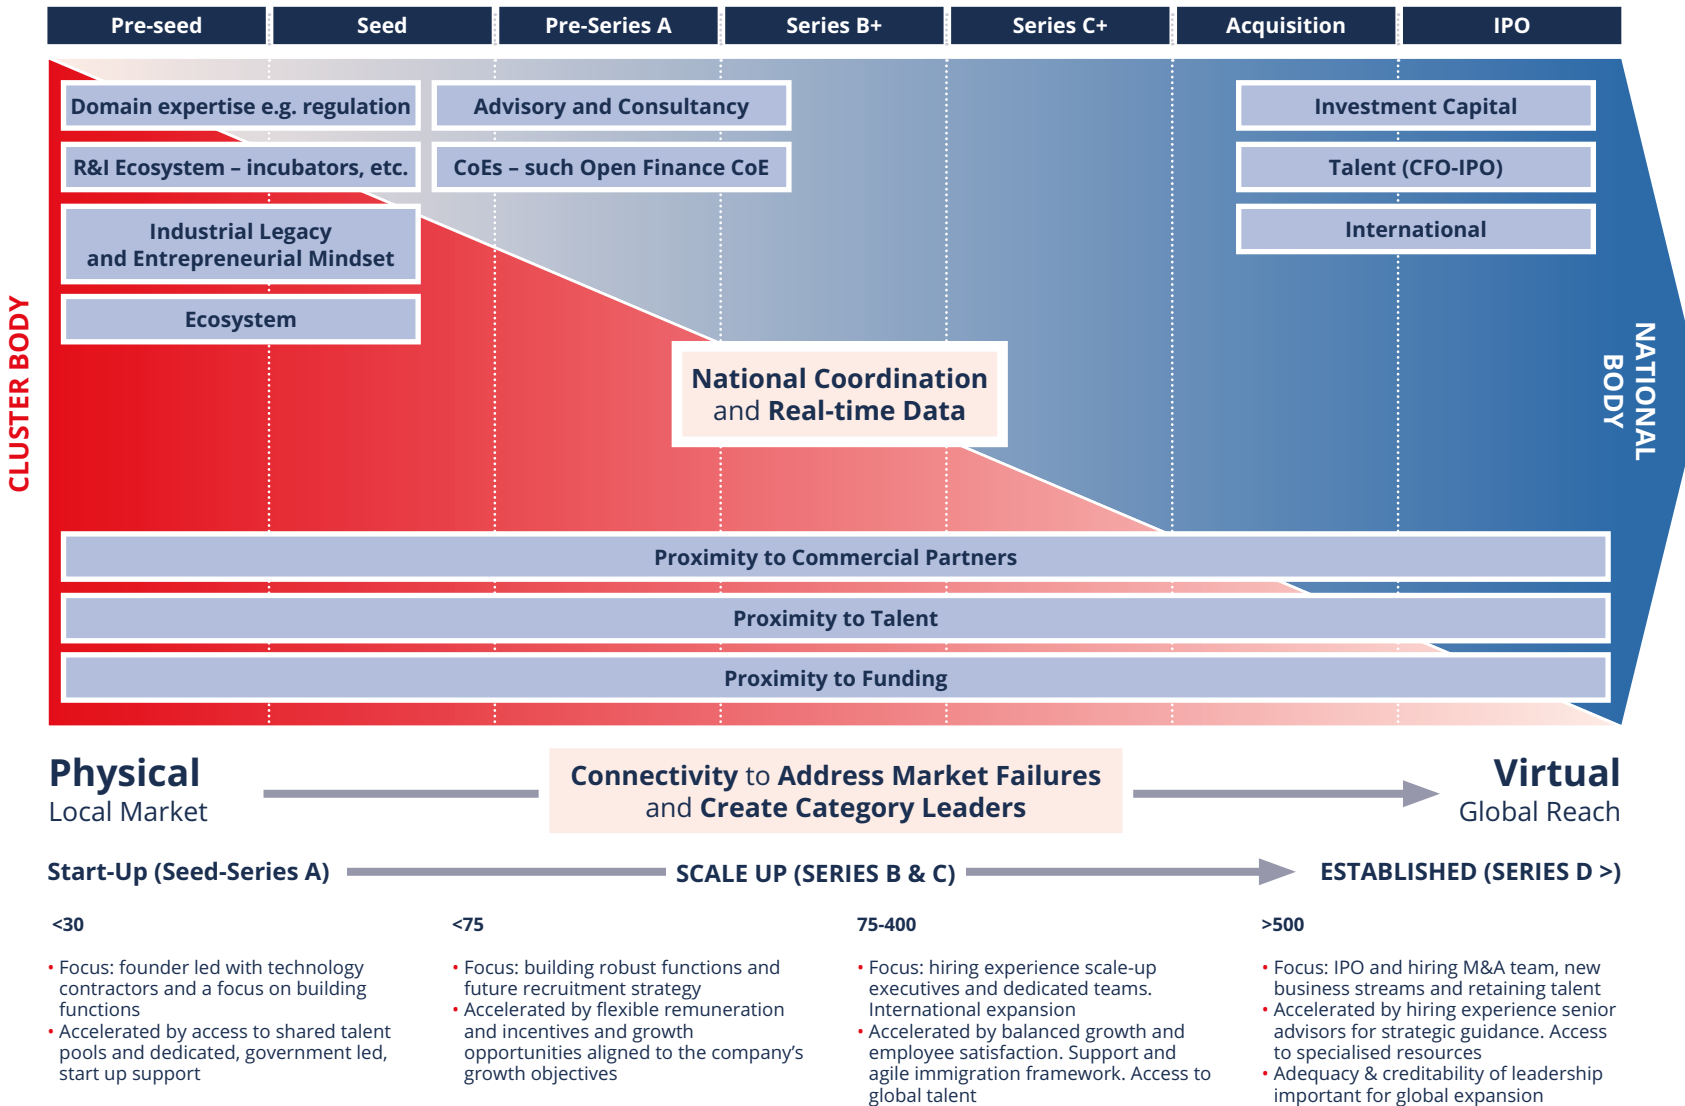 Pre-seed
Seed
Pre-Series A
Series B+
Series C+
Acquisition
IPO
CLUSTER BODY
Domain expertise e.g. regulation
R&I Ecosystem – incubators, etc.
Industrial Legacy
and Entrepreneurial Mindset
Ecosystem
Advisory and Consultancy
CoEs – such Open Finance CoE
Investment Capital
Talent (CFO-IPO)
International
National Coordination
and Real-time Data
NATIONAL
BODY
Proximity to Commercial Partners
Proximity to Talent
Proximity to Funding
Physical
Local Market
Connectivity to Address Market Failures
and Create Category Leaders
Virtual
Global Reach
Start-Up (Seed-Series A)
SCALE UP (SERIES B & C)
ESTABLISHED (SERIES D >)
<30
• Focus: founder led with technology
contractors and a focus on building
functions
• Accelerated by access to shared talent
pools and dedicated, government led,
start up support
<75
• Focus: building robust functions and
future recruitment strategy
• Accelerated by flexible remuneration
and incentives and growth
opportunities aligned to the company’s
growth objectives
75-400
• Focus: hiring experience scale-up
executives and dedicated teams.
International expansion
• Accelerated by balanced growth and
employee satisfaction. Support and
agile immigration framework. Access to
global talent
>500
• Focus: IPO and hiring M&A team, new
business streams and retaining talent
• Accelerated by hiring experience senior
advisors for strategic guidance. Access
to specialised resources
• Adequacy & creditability of leadership
important for global expansion